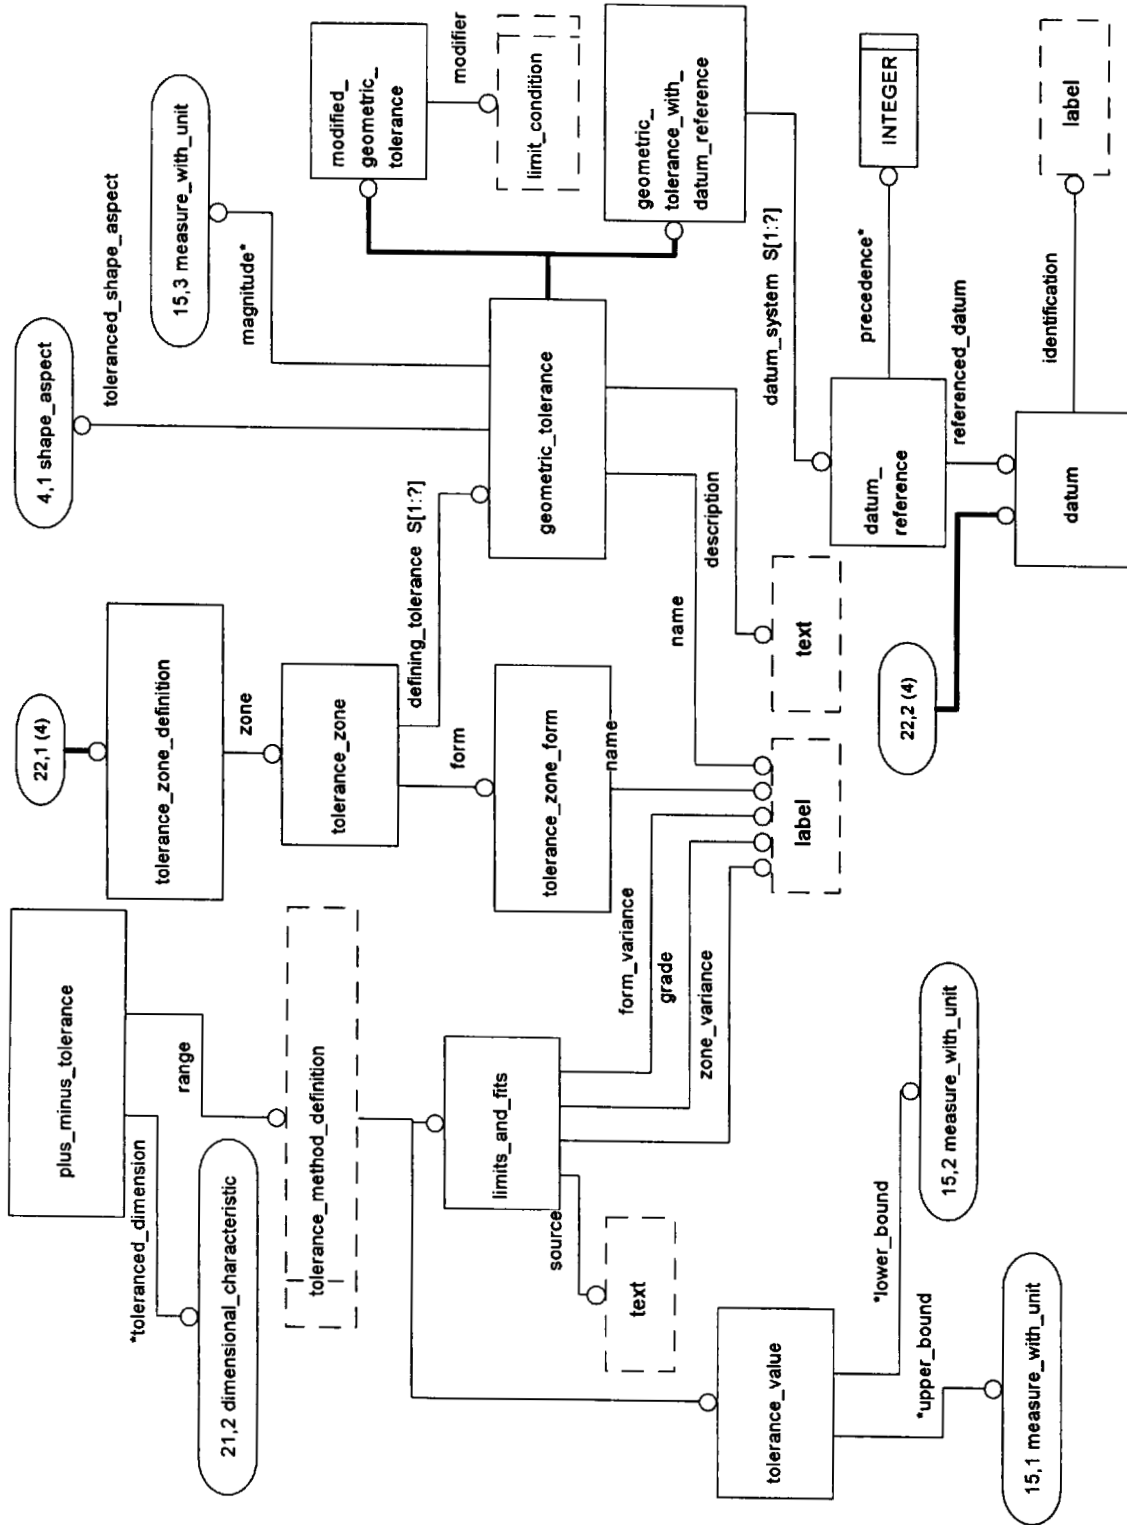 plus_minus_tolerance
*toleranced_dimension
range
21,2 dimensional_characteristic
tolerance_method_definition
limits_and_fits
source
text
form_variance
grade
zone_variance
tolerance_value
*lower_bound
*upper_bound
15,2 measure_with_unit
15,1 measure_with_unit
22,1 (4)
tolerance_zone_definition
zone
tolerance_zone
form
defining_tolerance S[1:?]
tolerance_zone_form
name
label
4,1 shape_aspect
toleranced_shape_aspect
15,3 measure_with_unit
magnitude*
geometric_tolerance
name
description
text
modified_
geometric_
tolerance
modifier
limit_condition
geometric_
tolerance_with_
datum_reference
datum_system S[1:?]
datum_
reference
precedence*
INTEGER
referenced_datum
22,2 (4)
datum
identification
label